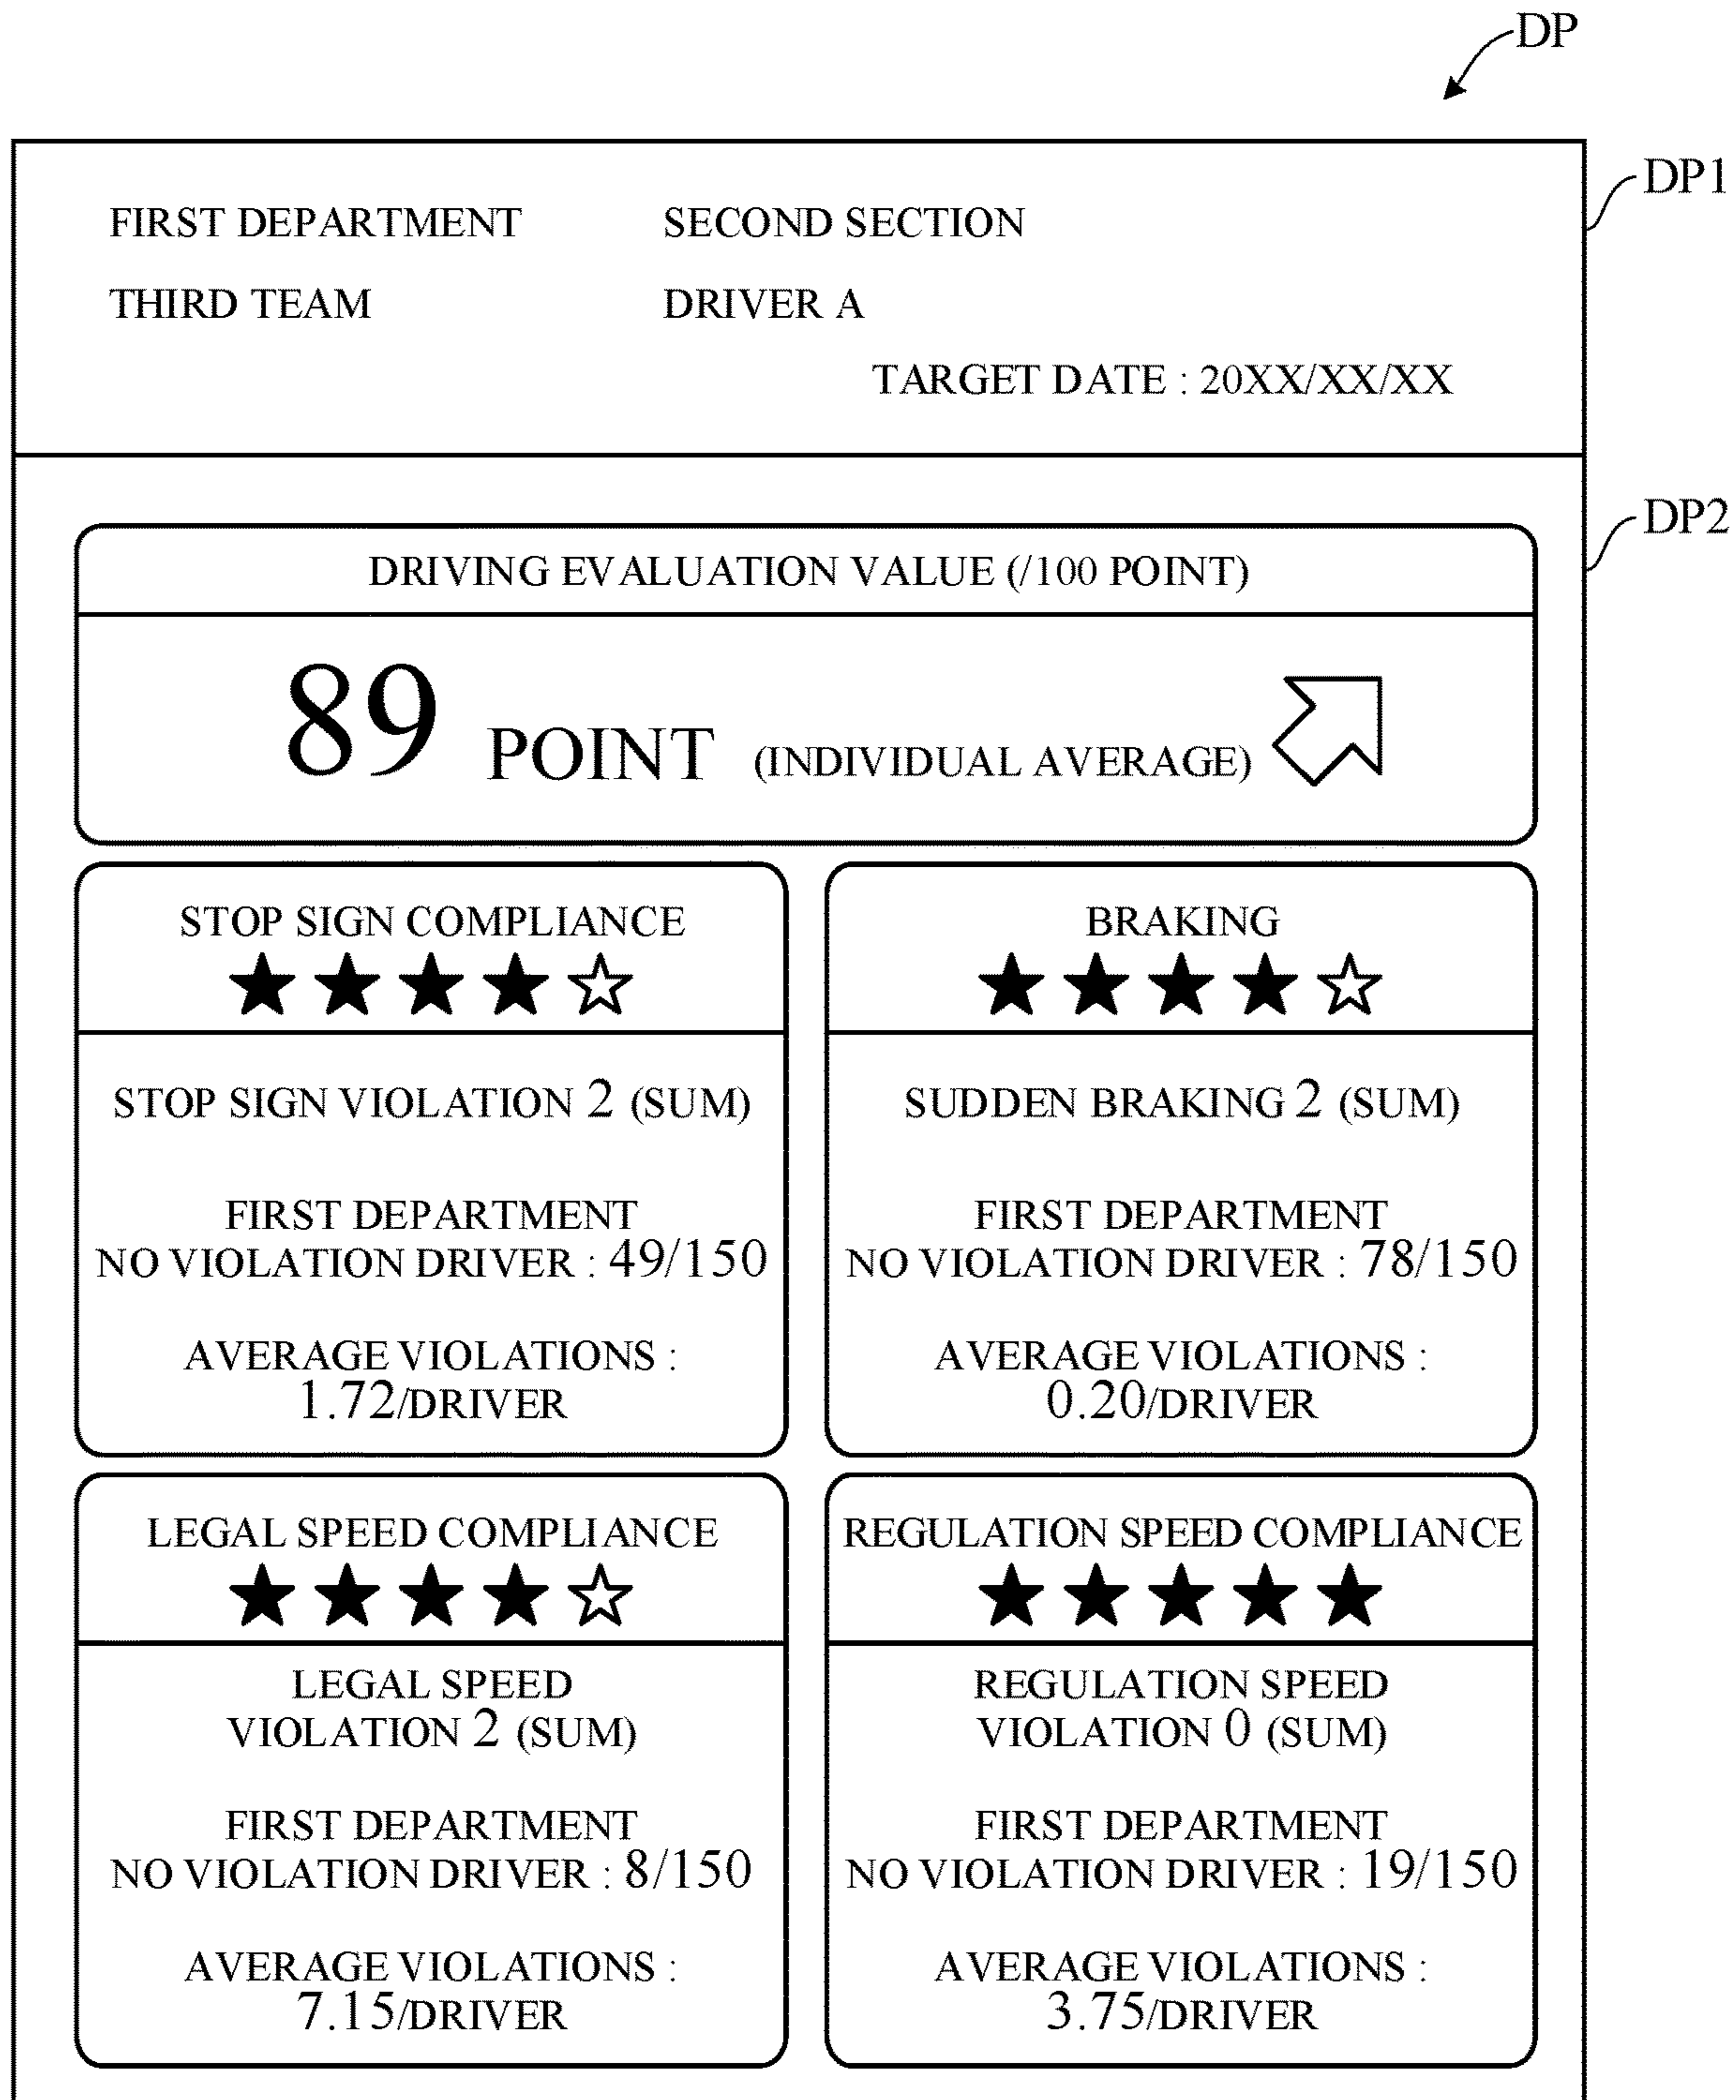 DP
DP1
FIRST DEPARTMENT SECOND SECTION
THIRD TEAM DRIVER A
TARGET DATE : 20XX/XX/XX
DP2
DRIVING EVALUATION VALUE (/100 POINT)
89 POINT (INDIVIDUAL AVERAGE)
STOP SIGN COMPLIANCE
★★★★☆
STOP SIGN VIOLATION 2 (SUM)
FIRST DEPARTMENT
NO VIOLATION DRIVER : 49/150
AVERAGE VIOLATIONS :
1.72/DRIVER
BRAKING
★★★★☆
SUDDEN BRAKING 2 (SUM)
FIRST DEPARTMENT
NO VIOLATION DRIVER : 78/150
AVERAGE VIOLATIONS :
0.20/DRIVER
LEGAL SPEED COMPLIANCE
★★★★☆
LEGAL SPEED
VIOLATION 2 (SUM)
FIRST DEPARTMENT
NO VIOLATION DRIVER : 8/150
AVERAGE VIOLATIONS :
7.15/DRIVER
REGULATION SPEED COMPLIANCE
★★★★★
REGULATION SPEED
VIOLATION 0 (SUM)
FIRST DEPARTMENT
NO VIOLATION DRIVER : 19/150
AVERAGE VIOLATIONS :
3.75/DRIVER